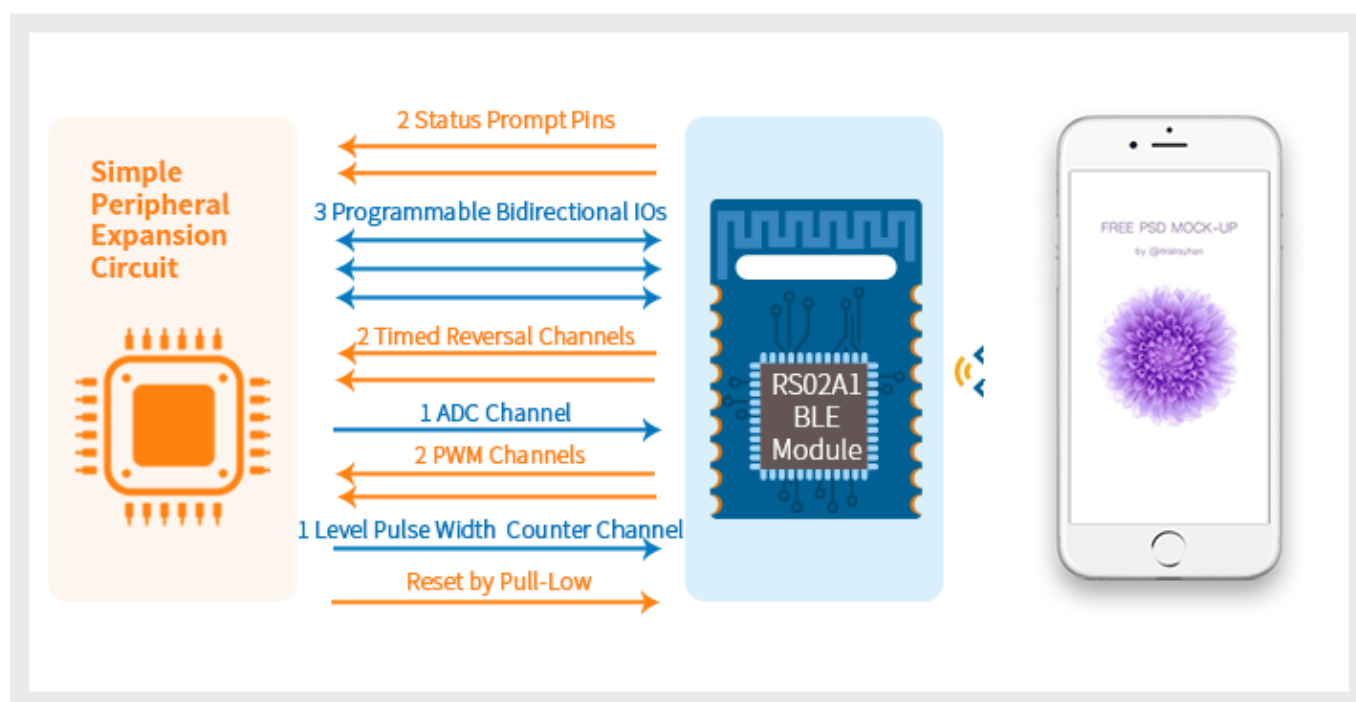 Simple
Peripheral
Expansion
Circuit
2 Status Prompt Pins
3 Programmable Bidirectional IOs
2 Timed Reversal Channels
1 ADC Channel
2 PWM Channels
1 Level Pulse Width Counter Channel
Reset by Pull-Low
RS02A1
BLE
Module
FREE PSD MOCK-UP